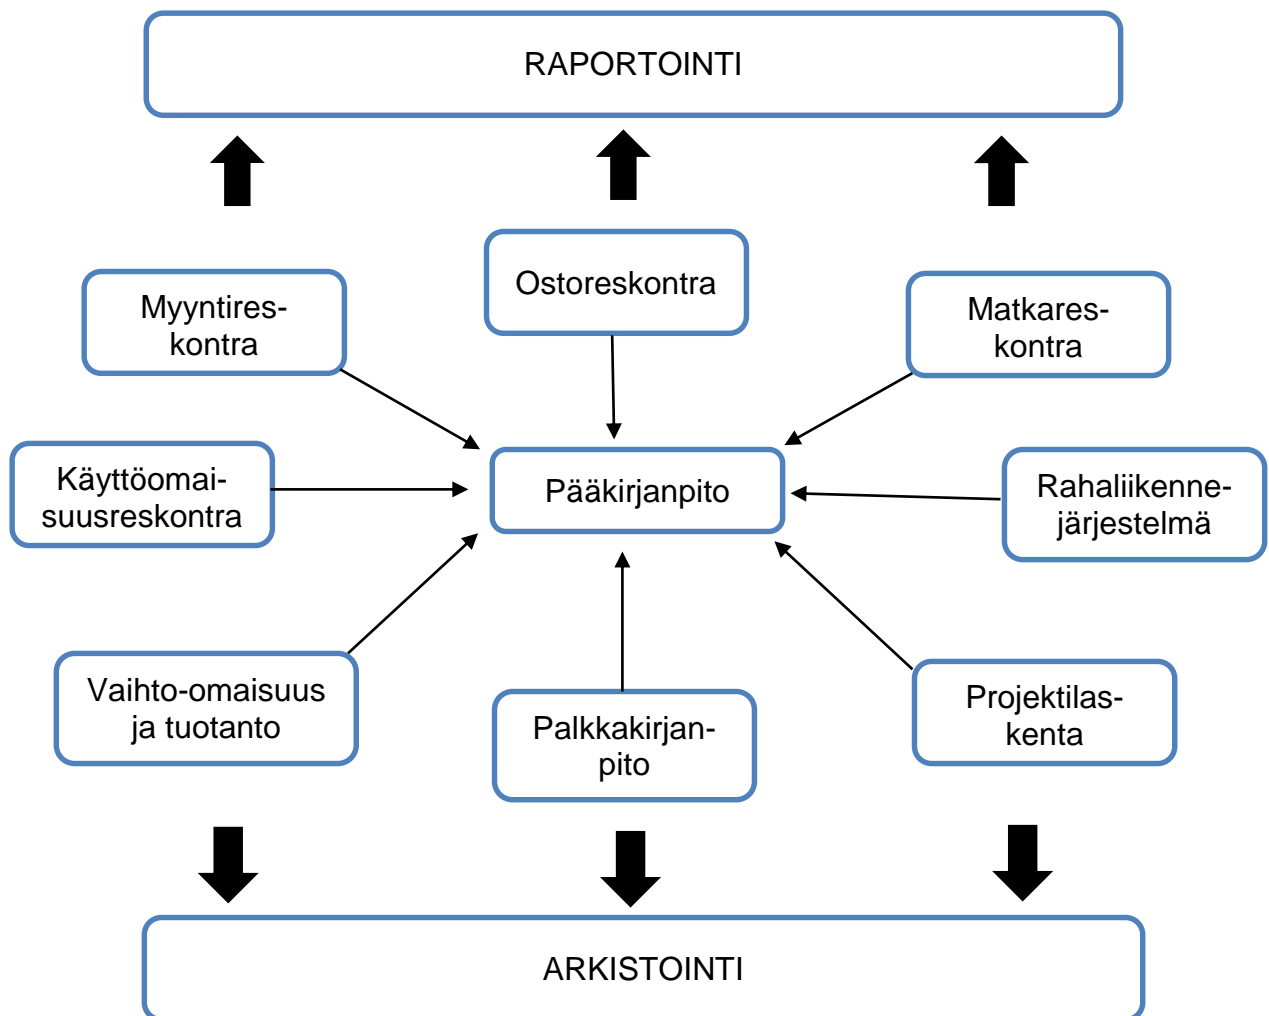 RAPORTOINTI
Ostoreskontra
Myyntires-
kontra
Matkares-
kontra
Käyttöomai-
suusreskontra
Pääkirjanpito
Rahaliikenne-
järjestelmä
Vaihto-omaisuus
ja tuotanto
Palkkakirjan-
pito
Projektilas-
kenta
ARKISTOINTI